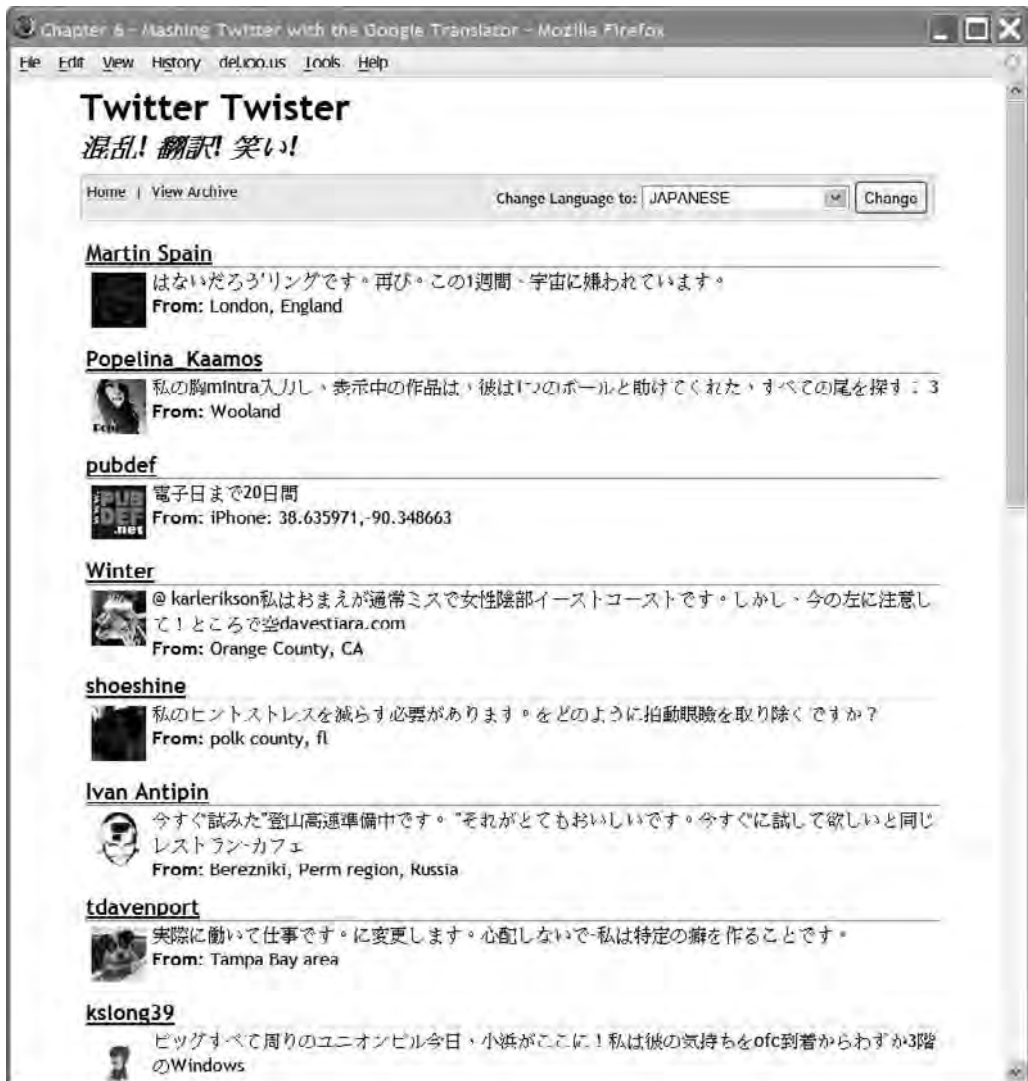 Chapter 6 - Mashing Twitter with the Google Translator - Mozilla Firefox
File Edit View History del.icio.us Tools Help
Twitter Twister
混乱! 翻訳! 笑い!
Home | View Archive Change Language to: JAPANESE Change
Martin Spain
はないだろう'リングです。再び。この1週間、宇宙に嫌われています。
From: London, England
Popelina_Kaamos
私の胸mintra入力し、表示中の作品は、彼は1つのボールと助けてくれた、すべての尾を探す：3
From: Wooland
pubdef
PUB
DEF
.net
電子日まで20日間
From: iPhone: 38.635971,-90.348663
Winter
@ karlerikson私はおまえが通常ミスで女性陰部イーストコーストです。しかし、今の左に注意し
て！ところで空davestiara.com
From: Orange County, CA
shoeshine
私のヒントストレスを減らす必要があります。をどのように拍動眼瞼を取り除くですか？
From: polk county, fl
Ivan Antipin
今すぐ試みた"登山高速準備中です。 "それがとてもおいしいです。今すぐに試して欲しいと同じ
レストラン-カフェ
From: Berezniki, Perm region, Russia
tdavenport
実際に働いて仕事です。に変更します。心配しないで-私は特定の癖を作ることです。
From: Tampa Bay area
kslong39
ビッグすべて周りのユニオンビル今日、小浜がここに！私は彼の気持ちをofc到着からわずか3階
のWindows